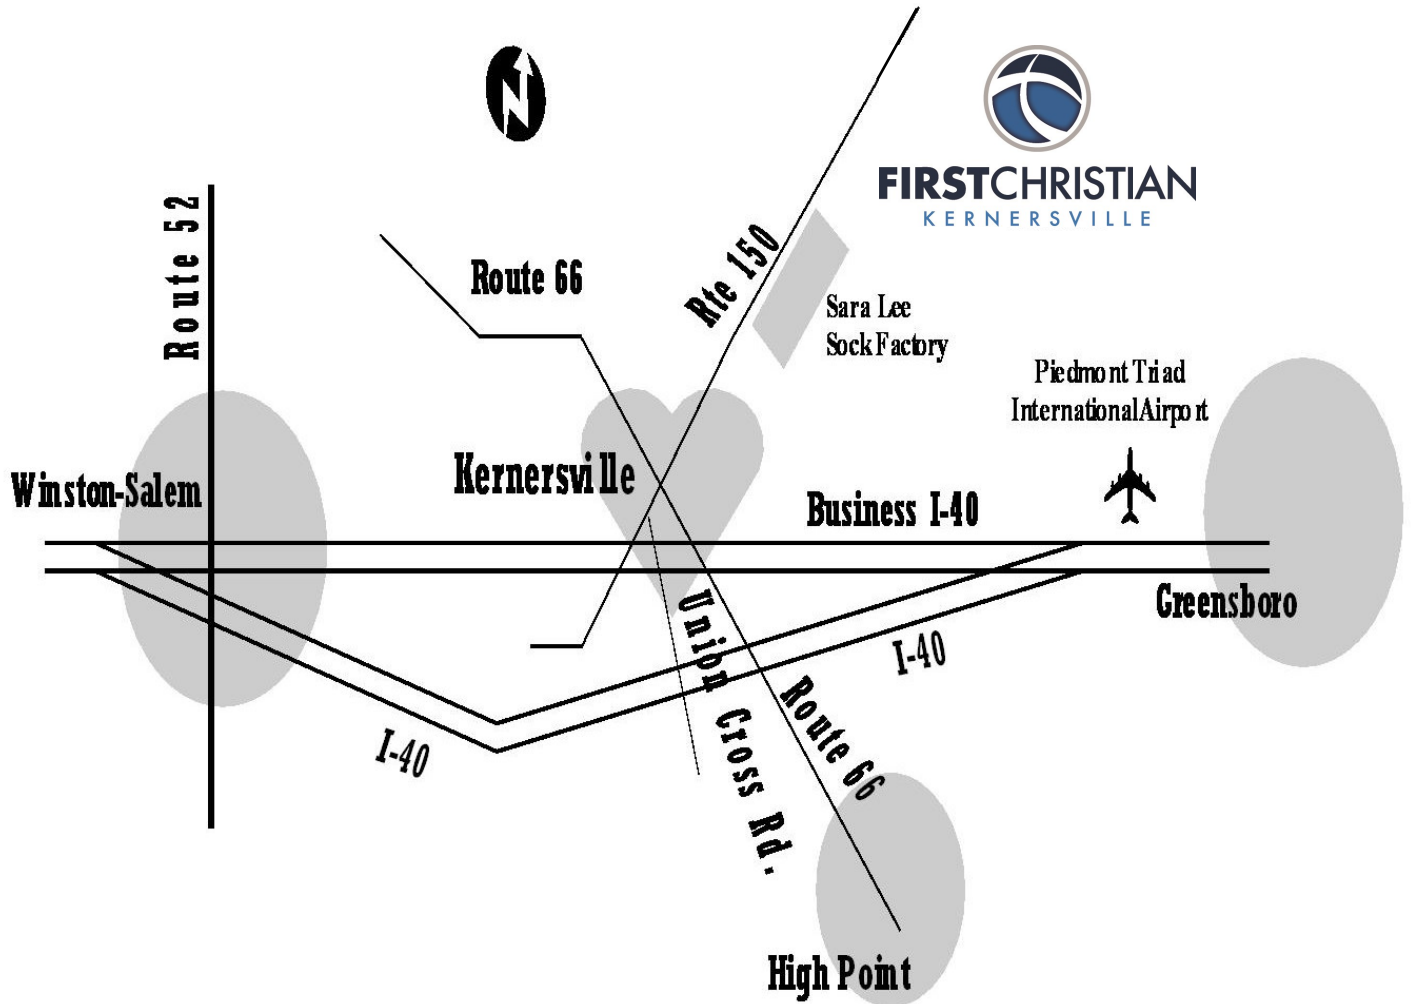 N
FIRSTCHRISTIAN
KERNERSVILLE
Route 52
Route 66
Rte 150
Sara Lee
Sock Factory
Piedmont Triad
International Airport
Kernersville
Winston-Salem
Business I-40
Greensboro
Union Cross Rd.
I-40
I-40
Route 66
High Point